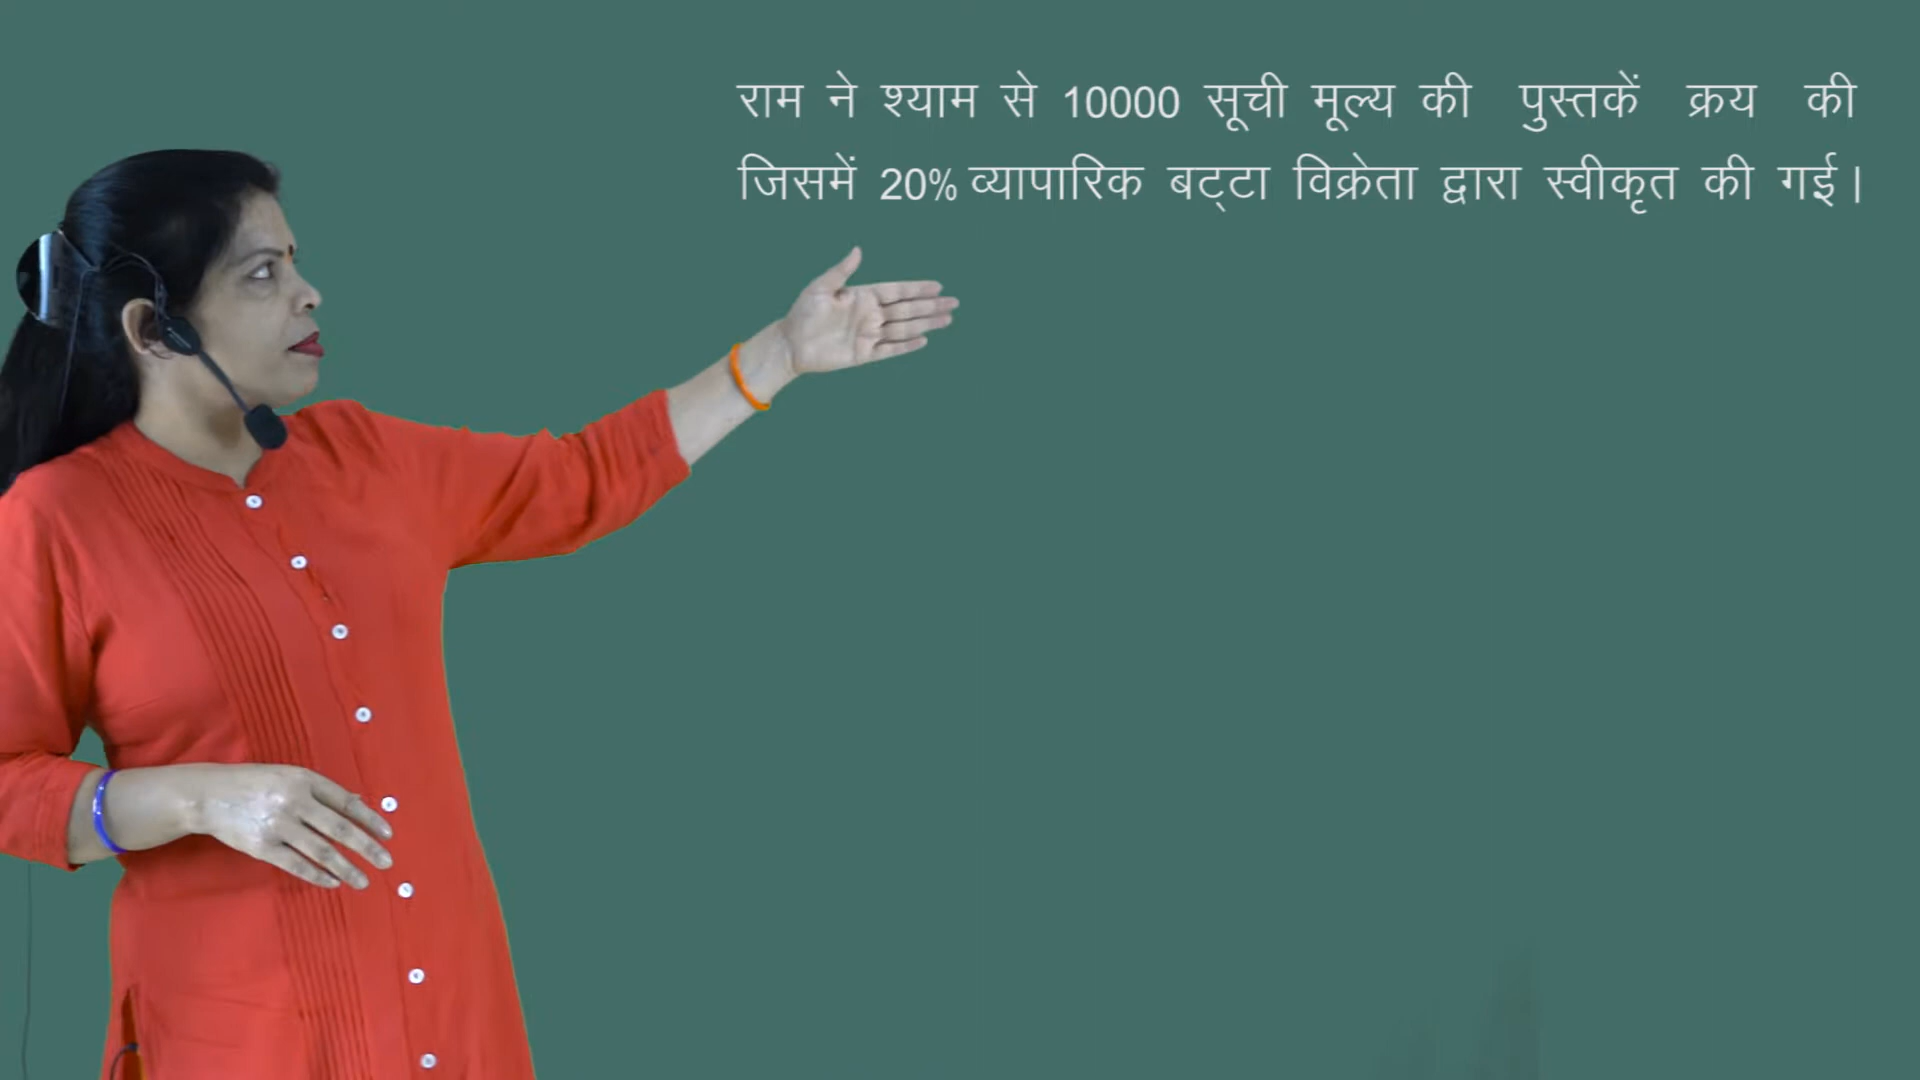 राम ने श्याम से 10000 सूची मूल्य की पुस्तकें क्रय की
जिसमें 20% व्यापारिक बट्टा विक्रेता द्वारा स्वीकृत की गई।